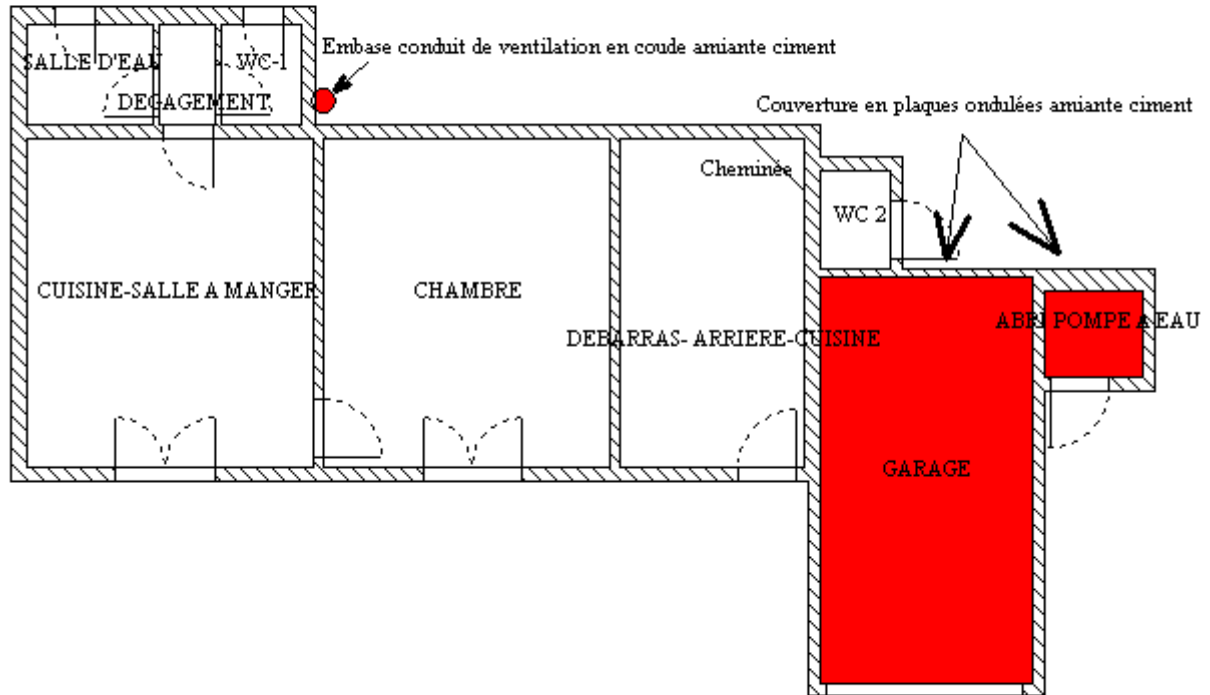 Embase conduit de ventilation en coude amiante ciment
SALLE D'EAU
WC-1
DEGAGEMENT
Couverture en plaques ondulées amiante ciment
Cheminée
WC 2
CUISINE-SALLE A MANGER
CHAMBRE
DEBARRAS- ARRIERE-CUISINE
ABRI POMPE A EAU
GARAGE